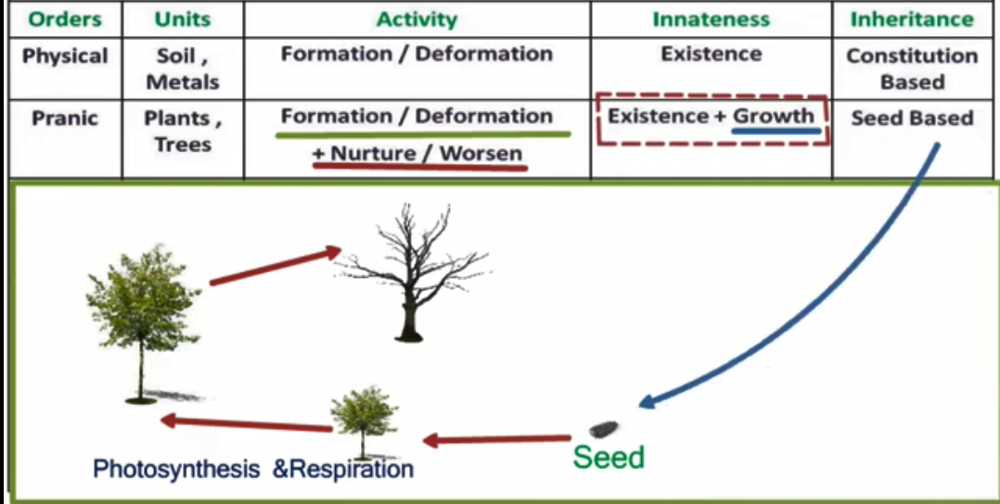 Orders Units Activity Innateness Inheritance
Physical Soil , Formation / Deformation Existence Constitution
Metals Based
Pranic Plants , Formation / Deformation Existence + Growth Seed Based
Trees + Nurture / Worsen
Seed
Photosynthesis &Respiration